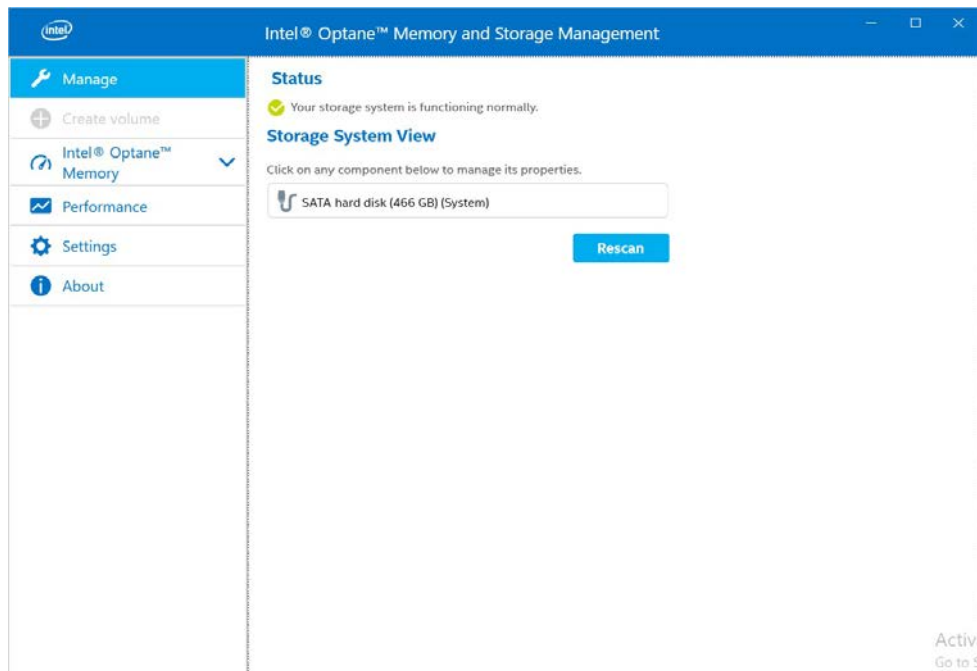 intel
Intel® Optane™ Memory and Storage Management
Manage
Create volume
Intel® Optane™
Memory
Performance
Settings
About
Status
Your storage system is functioning normally.
Storage System View
Click on any component below to manage its properties.
SATA hard disk (466 GB) (System)
Rescan
Activ
Go to S